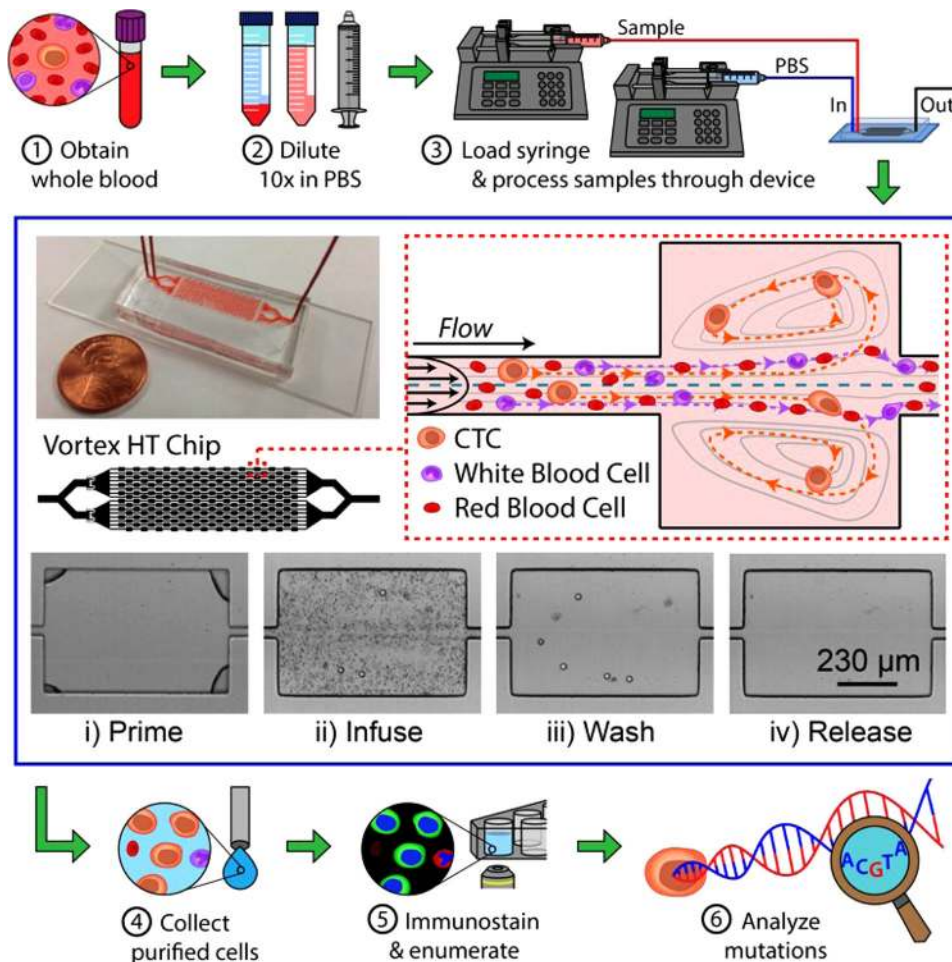 Sample
PBS
In
Out
① Obtain
whole blood
② Dilute
10x in PBS
③ Load syringe
& process samples through device
Flow
CTC
White Blood Cell
Red Blood Cell
Vortex HT Chip
230 µm
i) Prime
ii) Infuse
iii) Wash
iv) Release
④ Collect
purified cells
⑤ Immunostain
& enumerate
ACGTA
⑥ Analyze
mutations